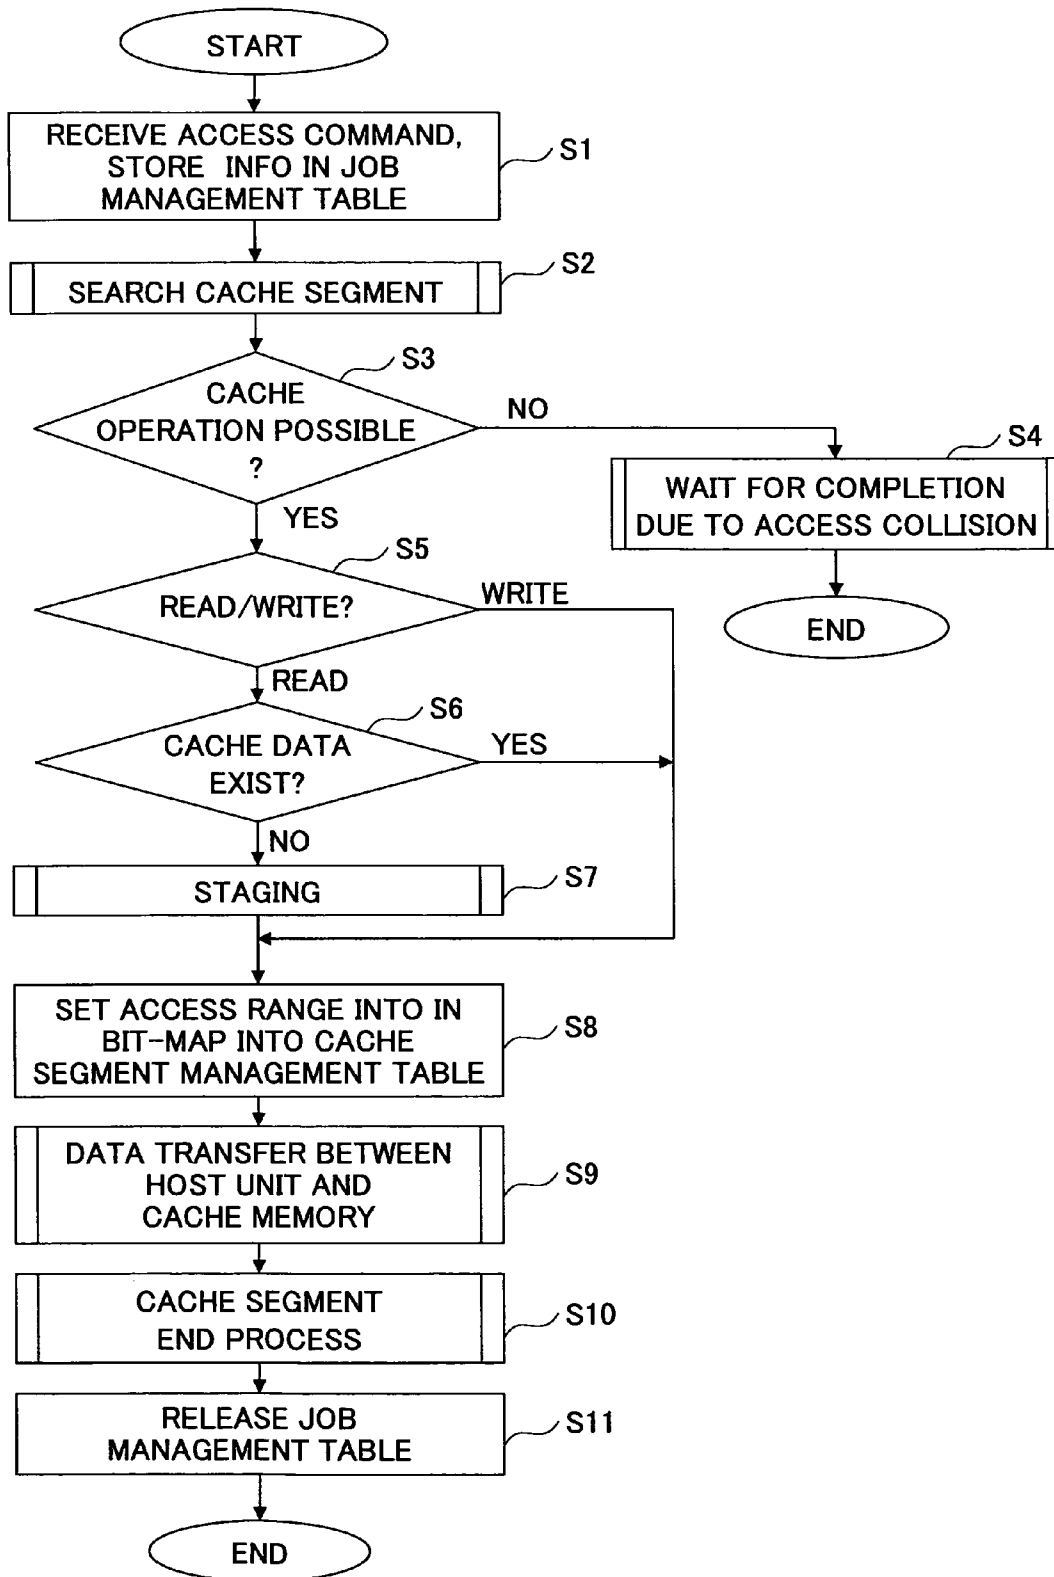 START
RECEIVE ACCESS COMMAND,
STORE INFO IN JOB
MANAGEMENT TABLE
S1
SEARCH CACHE SEGMENT
S2
CACHE
OPERATION POSSIBLE
?
S3
NO
YES
WAIT FOR COMPLETION
DUE TO ACCESS COLLISION
S4
END
READ/WRITE?
S5
WRITE
READ
CACHE DATA
EXIST?
S6
YES
NO
STAGING
S7
SET ACCESS RANGE INTO IN
BIT-MAP INTO CACHE
SEGMENT MANAGEMENT TABLE
S8
DATA TRANSFER BETWEEN
HOST UNIT AND
CACHE MEMORY
S9
CACHE SEGMENT
END PROCESS
S10
RELEASE JOB
MANAGEMENT TABLE
S11
END